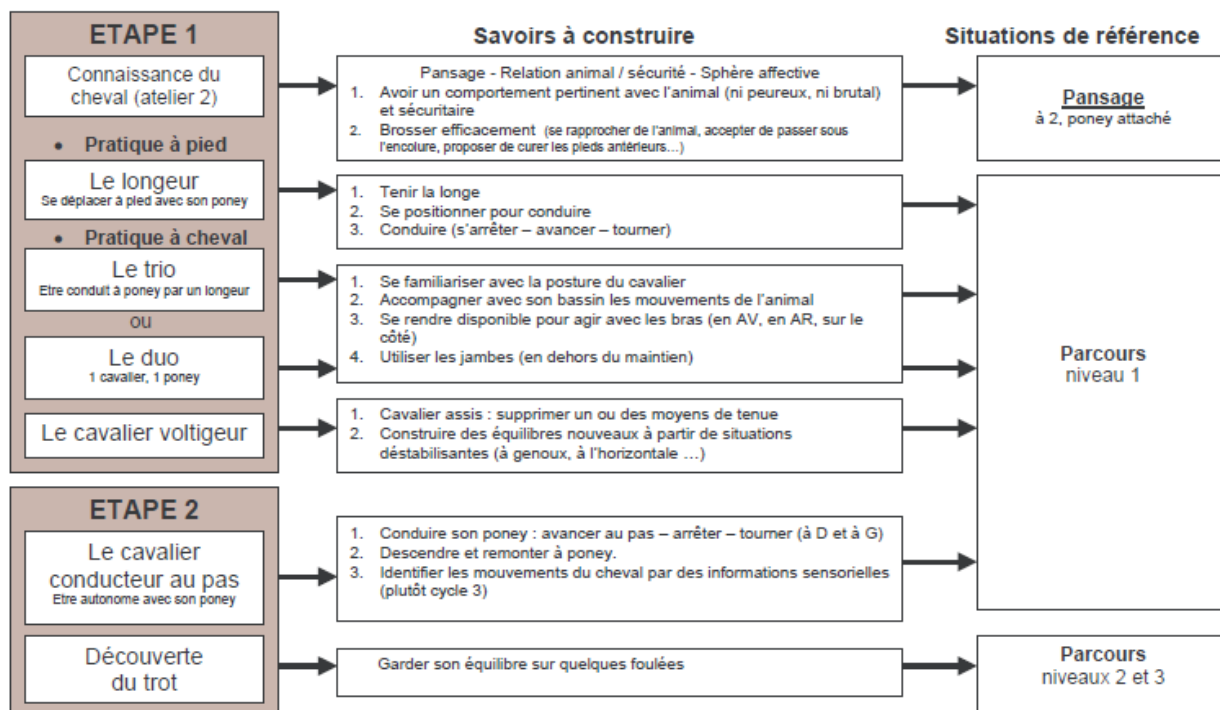 ETAPE 1
Savoirs à construire
Situations de référence
Connaissance du
cheval (atelier 2)
Pansage - Relation animal / sécurité - Sphère affective
1. Avoir un comportement pertinent avec l'animal (ni peureux, ni brutal)
et sécuritaire
2. Brosser efficacement (se rapprocher de l'animal, accepter de passer sous
l'encolure, proposer de curer les pieds antérieurs…)
Pansage
à 2, poney attaché
• Pratique à pied
Le longeur
Se déplacer à pied avec son poney
1. Tenir la longe
2. Se positionner pour conduire
3. Conduire (s'arrêter – avancer – tourner)
• Pratique à cheval
Le trio
Etre conduit à poney par un longeur
ou
Le duo
1 cavalier, 1 poney
1. Se familiariser avec la posture du cavalier
2. Accompagner avec son bassin les mouvements de l'animal
3. Se rendre disponible pour agir avec les bras (en AV, en AR, sur le
côté)
4. Utiliser les jambes (en dehors du maintien)
Parcours
niveau 1
Le cavalier voltigeur
1. Cavalier assis : supprimer un ou des moyens de tenue
2. Construire des équilibres nouveaux à partir de situations
déstabilisantes (à genoux, à l'horizontale …)
ETAPE 2
Le cavalier
conducteur au pas
Etre autonome avec son poney
1. Conduire son poney : avancer au pas – arrêter – tourner (à D et à G)
2. Descendre et remonter à poney.
3. Identifier les mouvements du cheval par des informations sensorielles
(plutôt cycle 3)
Découverte
du trot
Garder son équilibre sur quelques foulées
Parcours
niveaux 2 et 3